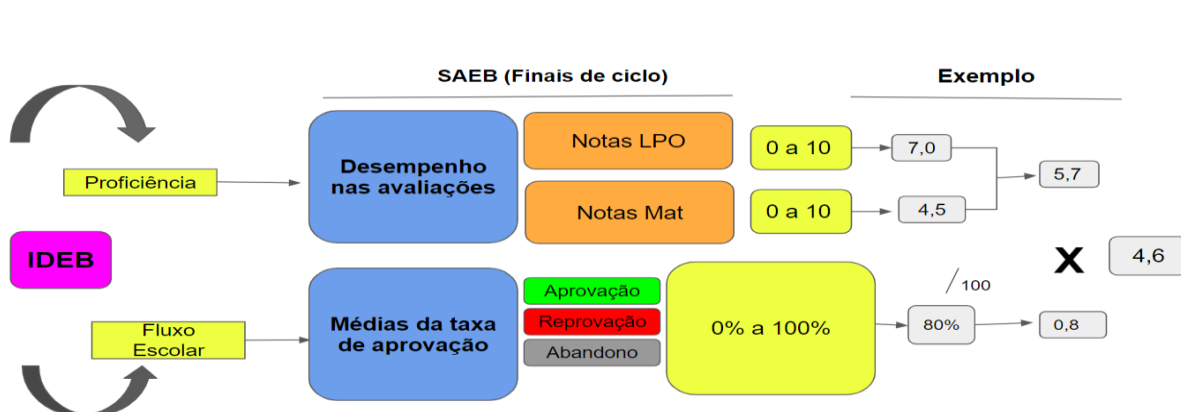 SAEB (Finais de ciclo)
Exemplo
Notas LPO
0 a 10
7,0
Desempenho
nas avaliações
Proficiência
5,7
Notas Mat
0 a 10
4,5
IDEB
X
4,6
Aprovação
/100
Médias da taxa
de aprovação
Reprovação
0% a 100%
80%
0,8
Fluxo
Escolar
Abandono